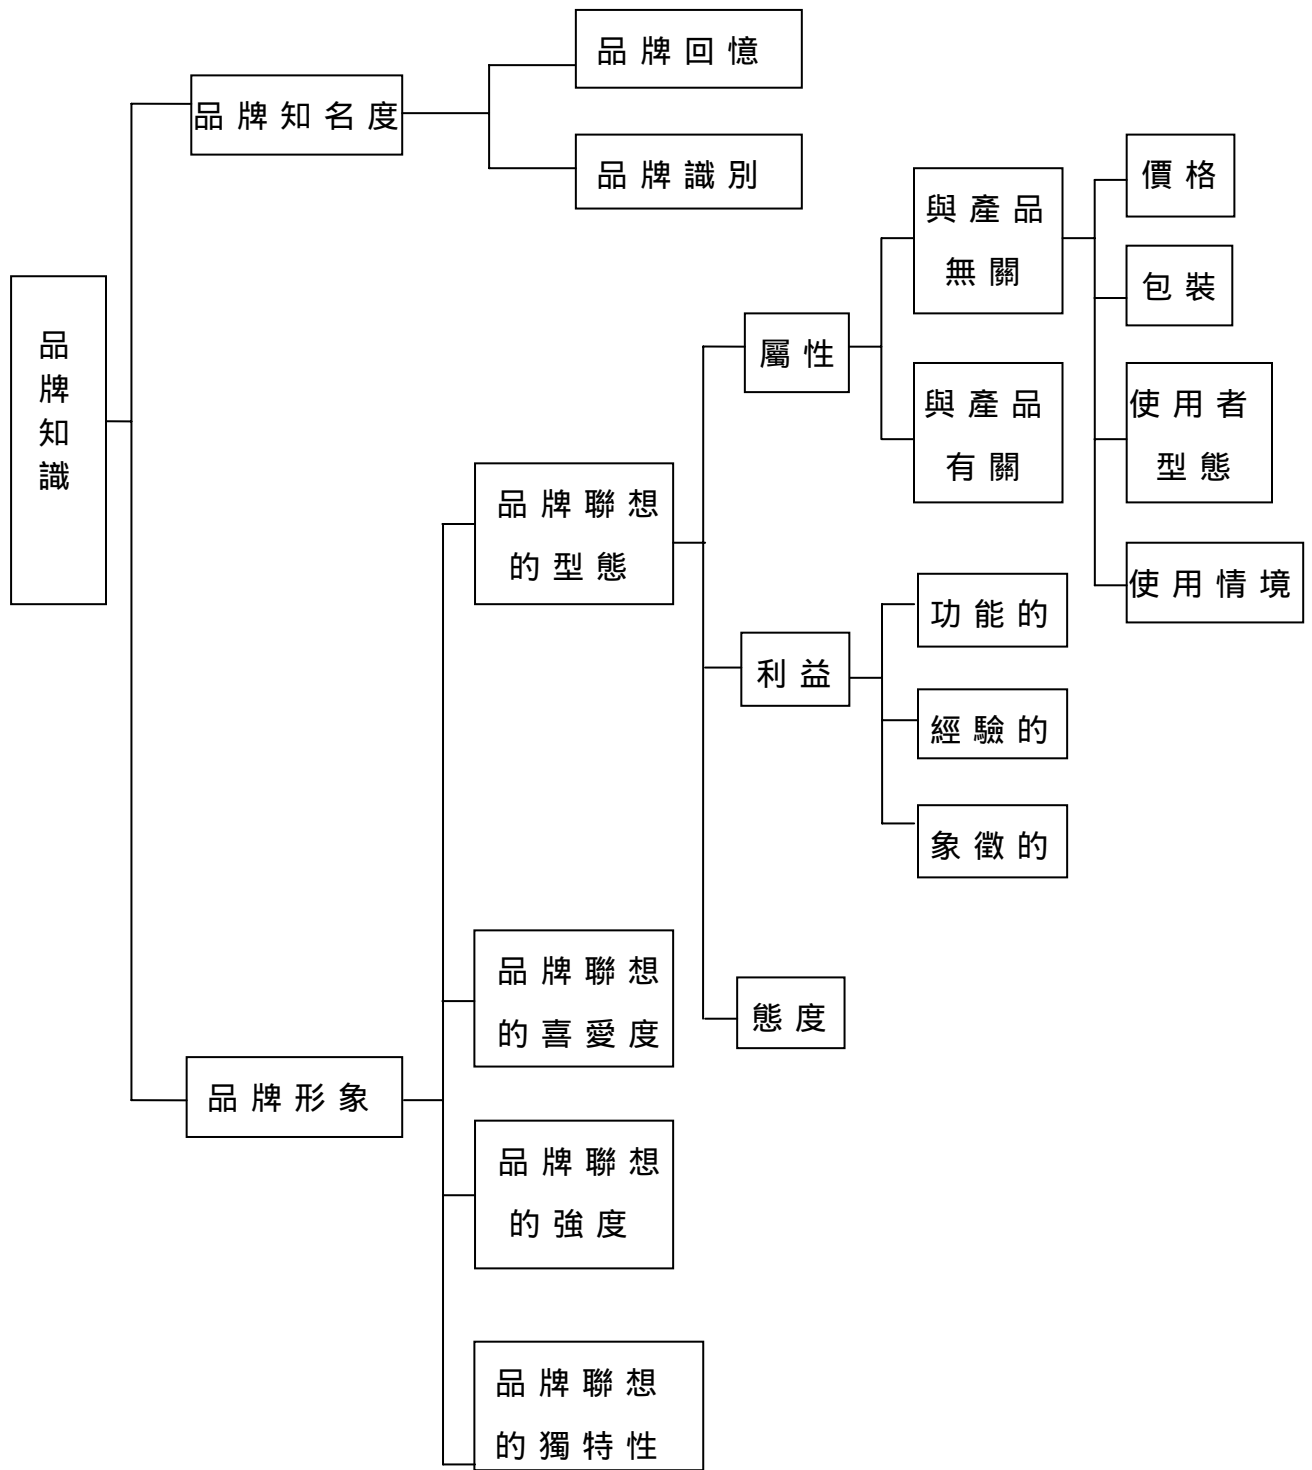 品牌回憶
品牌知名度
品牌識別
價格
與產品
無關
包裝
品
牌
知
識
屬性
與產品
有關
使用者
型態
品牌聯想
的型態
使用情境
功能的
利益
經驗的
象徵的
品牌聯想
的喜愛度
態度
品牌形象
品牌聯想
的強度
品牌聯想
的獨特性